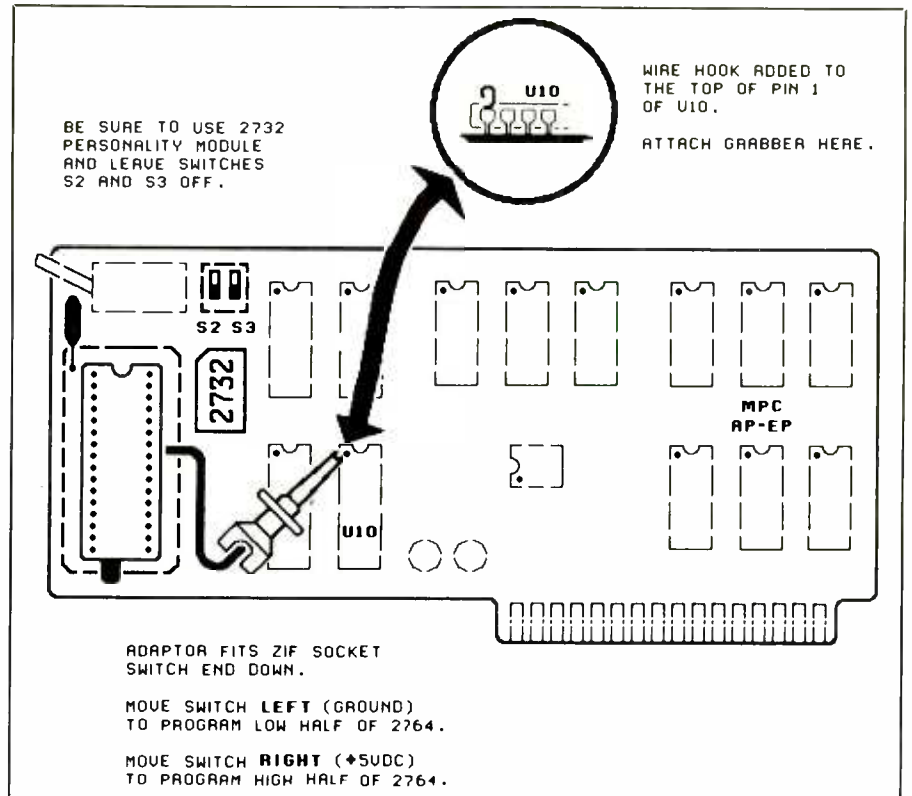 U10
WIRE HOOK ADDED TO
THE TOP OF PIN 1
OF U10.
ATTACH GRABBER HERE.
BE SURE TO USE 2732
PERSONALITY MODULE
AND LEAVE SWITCHES
S2 AND S3 OFF.
S2 S3
2732
MPC
AP-EP
U10
ADAPTOR FITS ZIF SOCKET
SWITCH END DOWN.
MOVE SWITCH LEFT (GROUND)
TO PROGRAM LOW HALF OF 2764.
MOVE SWITCH RIGHT (+5VDC)
TO PROGRAM HIGH HALF OF 2764.